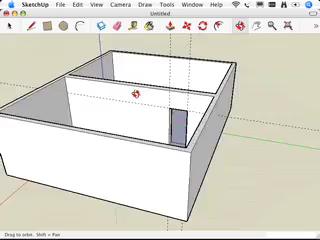 SketchUp File Edit View Camera Draw Tools Window Help
Untitled
Drag to orbit. Shift = Pan